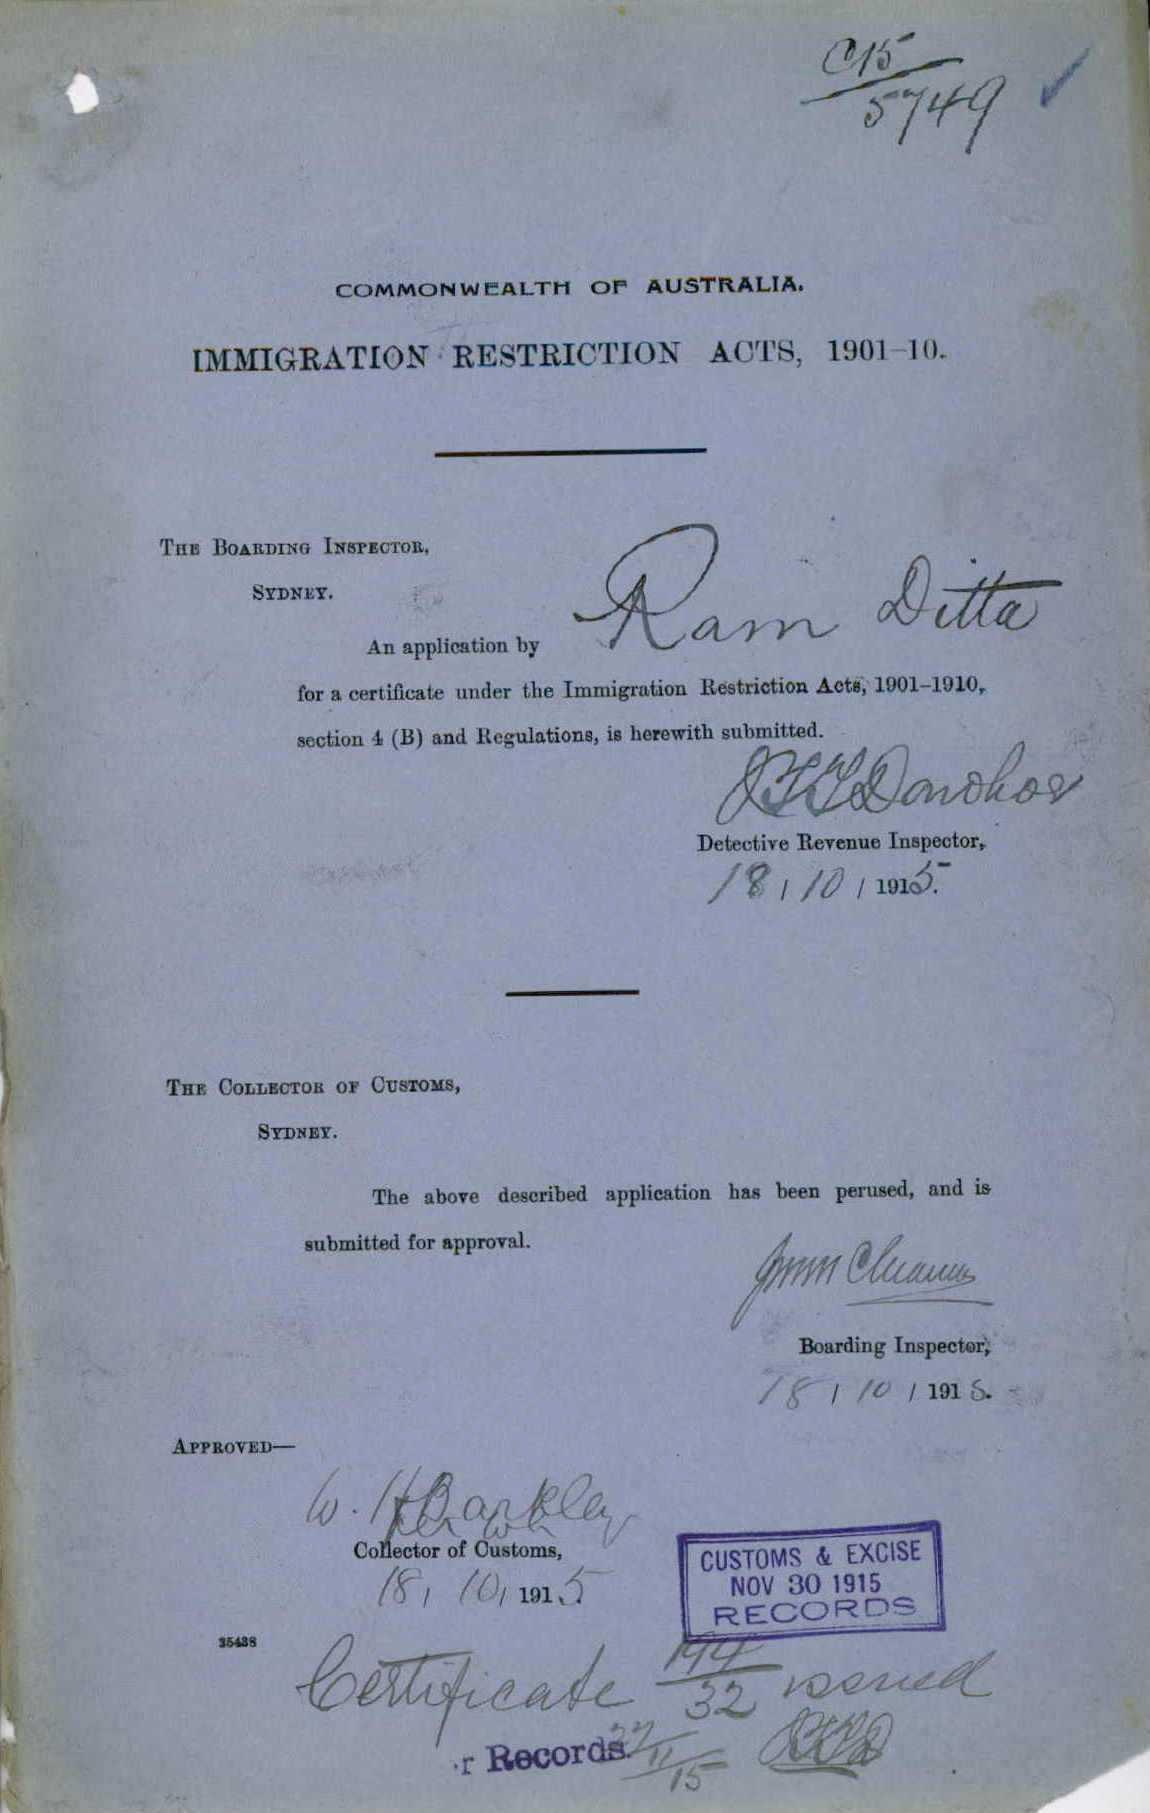 C15
5749
COMMONWEALTH OF AUSTRALIA.
IMMIGRATION RESTRICTION ACTS, 1901-10.
THE BOARDING INSPECTOR,
SYDNEY.
An application by Ram Ditta
for a certificate under the Immigration Restriction Acts, 1901-1910,
section 4 (B) and Regulations, is herewith submitted.
Donohoe
Detective Revenue Inspector,
18 / 10 / 1915.
THE COLLECTOR OF CUSTOMS,
SYDNEY.
The above described application has been perused, and is
submitted for approval.
Boarding Inspector,
18 / 10 / 1915.
APPROVED—
W. H Barkley
Collector of Customs,
18 / 10 / 1915
CUSTOMS & EXCISE
NOV 30 1915
RECORDS
35438
Certificate 194/32 issued
r Records
11
15